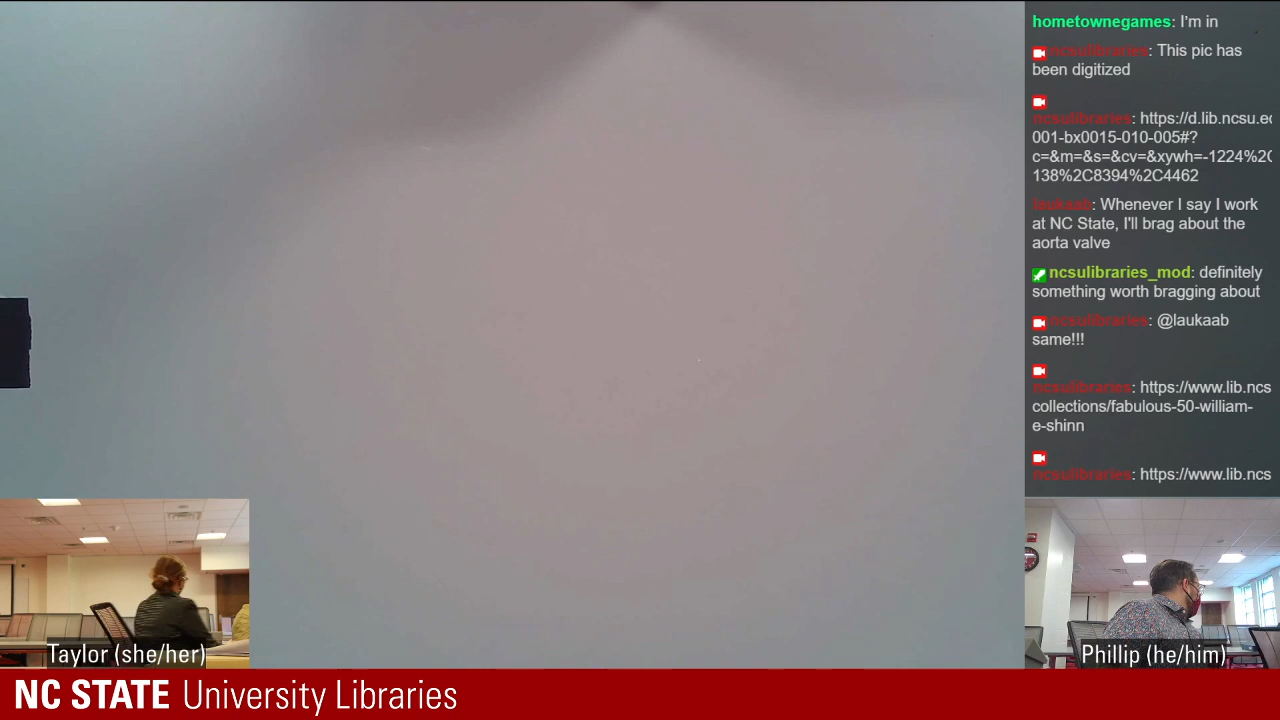 hometownegames: I'm in
ncsulibraries: This pic has
been digitized
ncsulibraries: https://d.lib.ncsu.ed
001-bx0015-010-005#?
c=&m=&s=&cv=&xywh=-1224%2C
138%2C8394%2C4462
laukaab: Whenever I say I work
at NC State, I'll brag about the
aorta valve
ncsulibraries_mod: definitely
something worth bragging about
ncsulibraries: @laukaab
same!!!
ncsulibraries: https://www.lib.ncs
collections/fabulous-50-william-
e-shinn
ncsulibraries: https://www.lib.ncs
Taylor (she/her)
Phillip (he/him)
NC STATE University Libraries